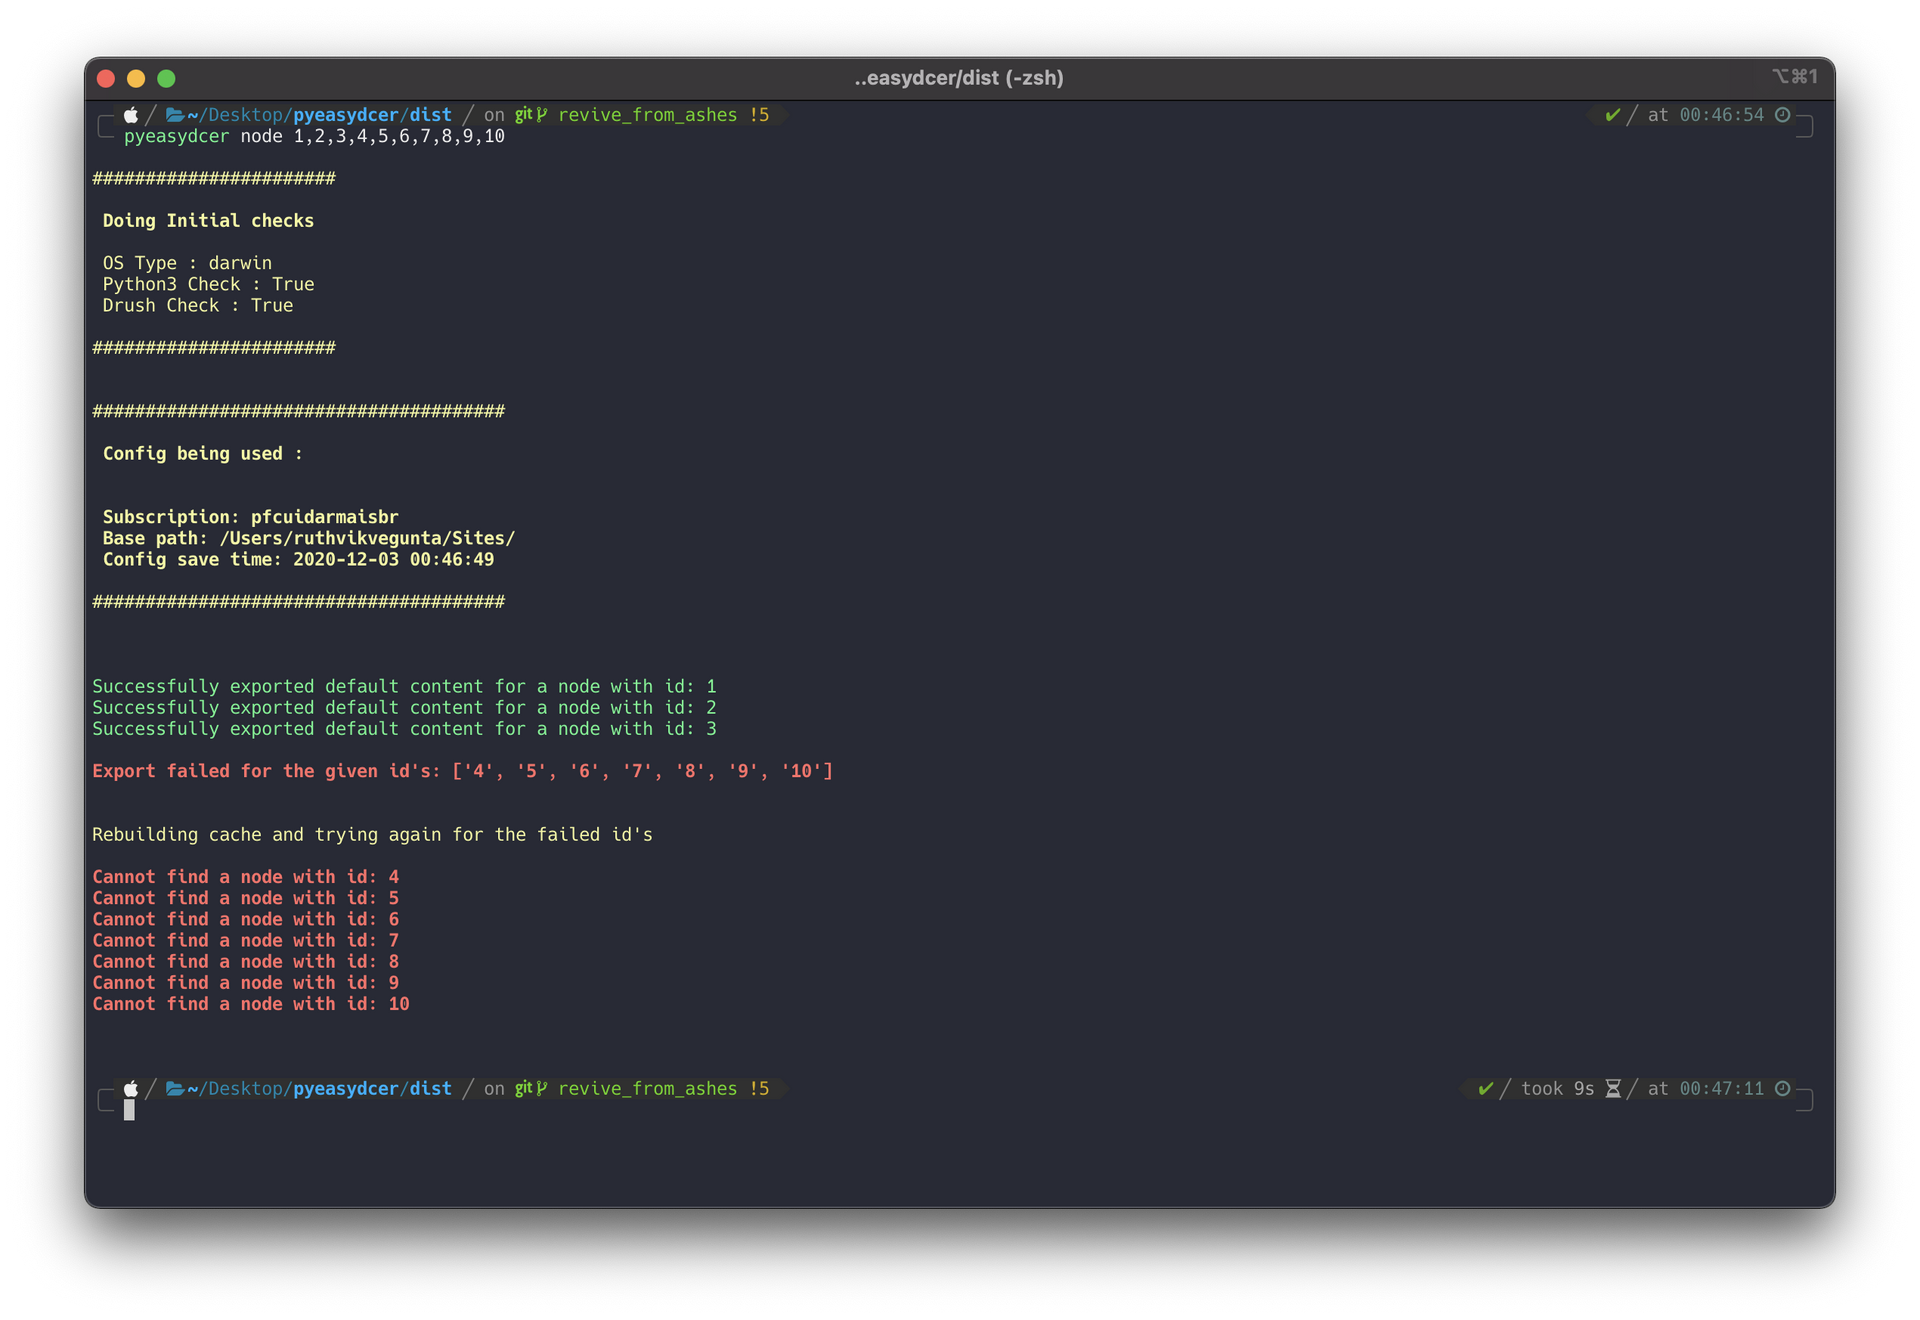 ..easydcer/dist (-zsh)
⌥⌘1
~/Desktop/pyeasydcer/dist / on git revive_from_ashes !5
✔ / at 00:46:54
pyeasydcer node 1,2,3,4,5,6,7,8,9,10
#######################
Doing Initial checks
OS Type : darwin
Python3 Check : True
Drush Check : True
#######################
#######################################
Config being used :
Subscription: pfcuidarmaisbr
Base path: /Users/ruthvikvegunta/Sites/
Config save time: 2020-12-03 00:46:49
#######################################
Successfully exported default content for a node with id: 1
Successfully exported default content for a node with id: 2
Successfully exported default content for a node with id: 3
Export failed for the given id's: ['4', '5', '6', '7', '8', '9', '10']
Rebuilding cache and trying again for the failed id's
Cannot find a node with id: 4
Cannot find a node with id: 5
Cannot find a node with id: 6
Cannot find a node with id: 7
Cannot find a node with id: 8
Cannot find a node with id: 9
Cannot find a node with id: 10
~/Desktop/pyeasydcer/dist / on git revive_from_ashes !5
✔ / took 9s / at 00:47:11